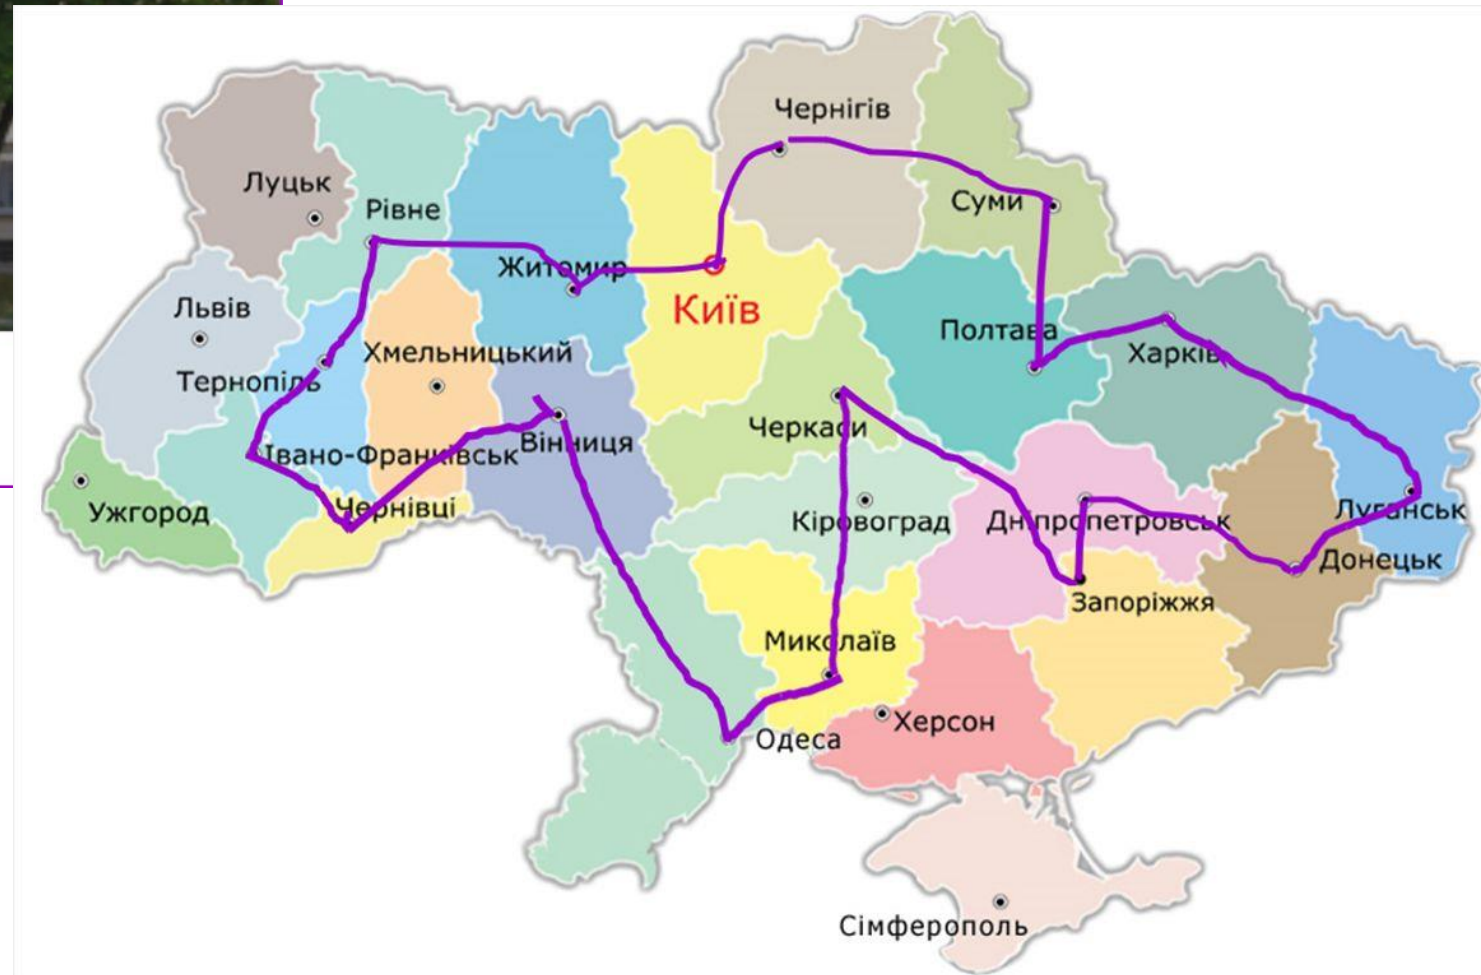 Чернігів
Луцьк
Рівне
Суми
Житомир
Київ
Львів
Полтава
Харків
Хмельницький
Тернопіль
Черкаси
Вінниця
Івано-Франківськ
Чернівці
Ужгород
Кіровоград
Дніпропетровськ
Луганськ
Донецьк
Запоріжжя
Миколаїв
Херсон
Одеса
Сімферополь